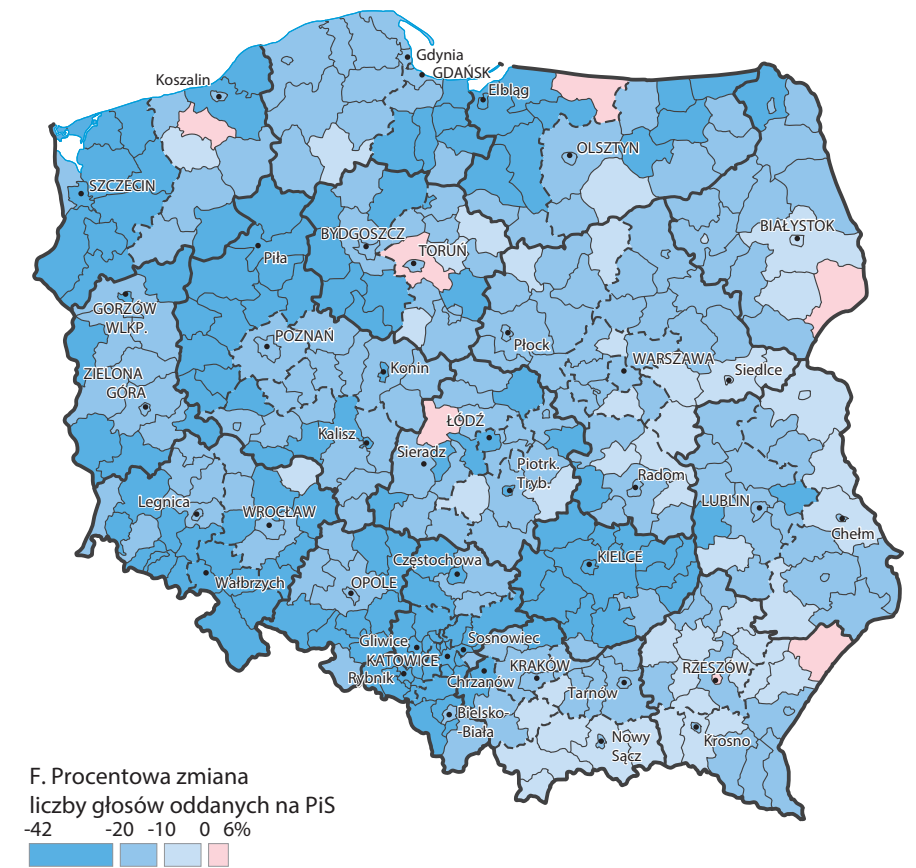 Gdynia
GDAŃSK
Koszalin
Elbląg
OLSZTYN
SZCZECIN
BIAŁYSTOK
BYDGOSZCZ
TORUŃ
Piła
GORZÓW
WLKP.
POZNAŃ
Płock
WARSZAWA
Siedlce
ZIELONA
GÓRA
Konin
ŁÓDŹ
Kalisz
Sieradz
Piotrk.
Tryb.
Radom
Legnica
WROCŁAW
LUBLIN
Chełm
Wałbrzych
OPOLE
Częstochowa
KIELCE
Gliwice
Sosnowiec
KATOWICE
Rybnik
Chrzanów
KRAKÓW
Tarnów
RZESZÓW
Bielsko-
-Biała
Nowy
Sącz
Krosno
F. Procentowa zmiana
liczby głosów oddanych na PiS
-42 -20 -10 0 6%